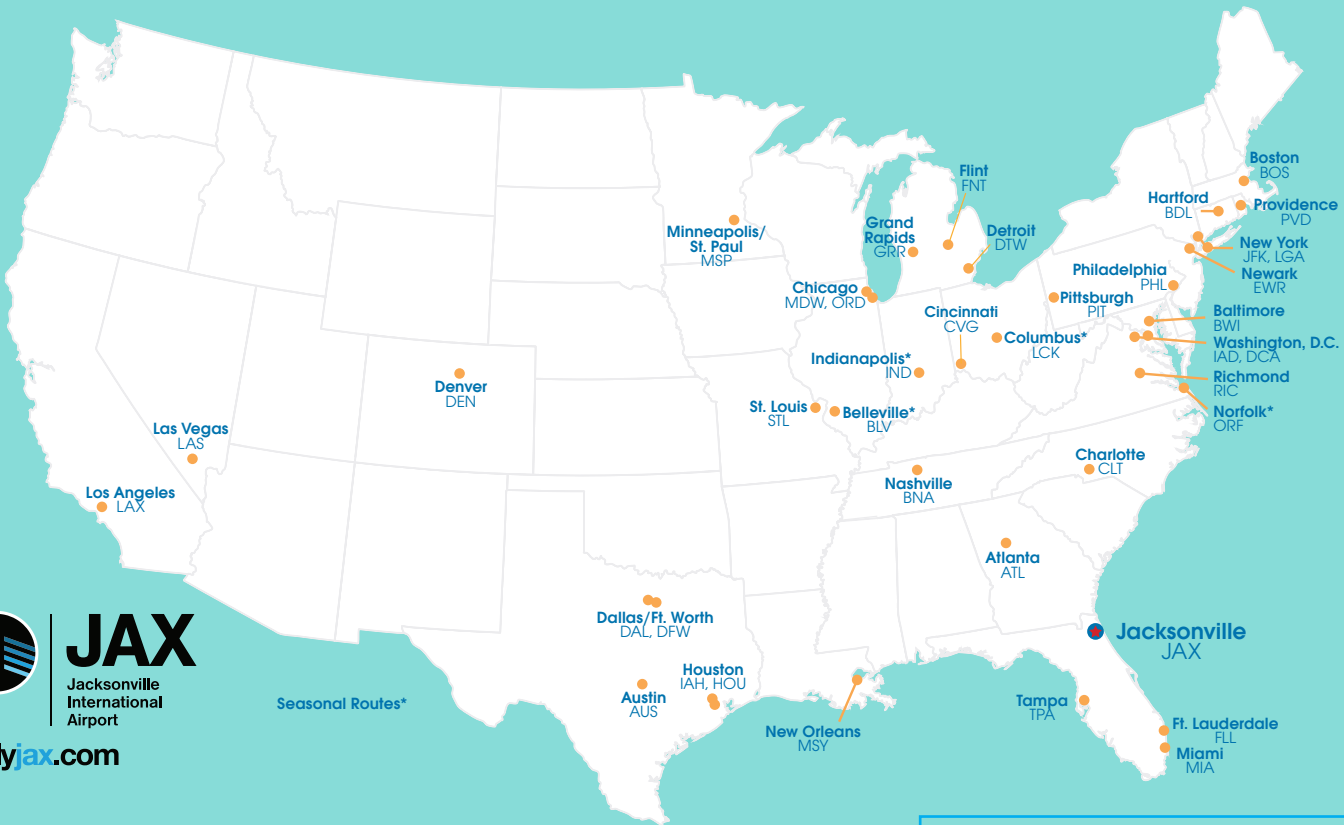 Boston
BOS
Flint
FNT
Hartford
BDL
Providence
PVD
Grand
Rapids
GRR
Detroit
DTW
Minneapolis/
St. Paul
MSP
New York
JFK, LGA
Newark
EWR
Philadelphia
PHL
Chicago
MDW, ORD
Pittsburgh
PIT
Cincinnati
CVG
Baltimore
BWI
Columbus*
LCK
Washington, D.C.
IAD, DCA
Indianapolis*
IND
Denver
DEN
Richmond
RIC
St. Louis
STL
Belleville*
BLV
Norfolk*
ORF
Las Vegas
LAS
Charlotte
CLT
Nashville
BNA
Los Angeles
LAX
Atlanta
ATL
Dallas/Ft. Worth
DAL, DFW
Jacksonville
JAX
JAX
Jacksonville
International
Airport
Houston
IAH, HOU
Austin
AUS
Seasonal Routes*
Tampa
TPA
New Orleans
MSY
Ft. Lauderdale
FLL
Miami
MIA
lyjax.com